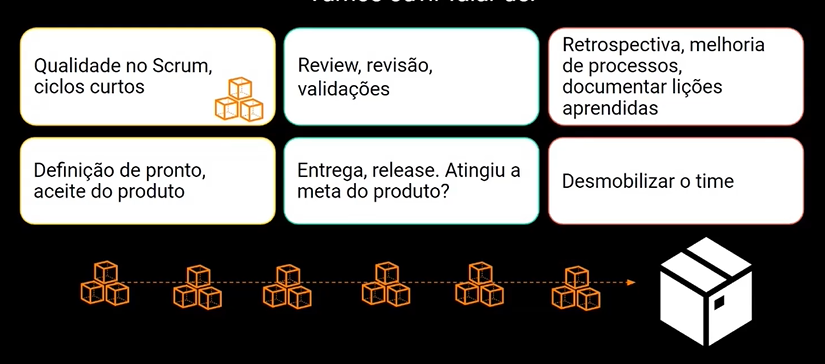 Qualidade no Scrum,
ciclos curtos
Review, revisão,
validações
Retrospectiva, melhoria
de processos,
documentar lições
aprendidas
Definição de pronto,
aceite do produto
Entrega, release. Atingiu a
meta do produto?
Desmobilizar o time